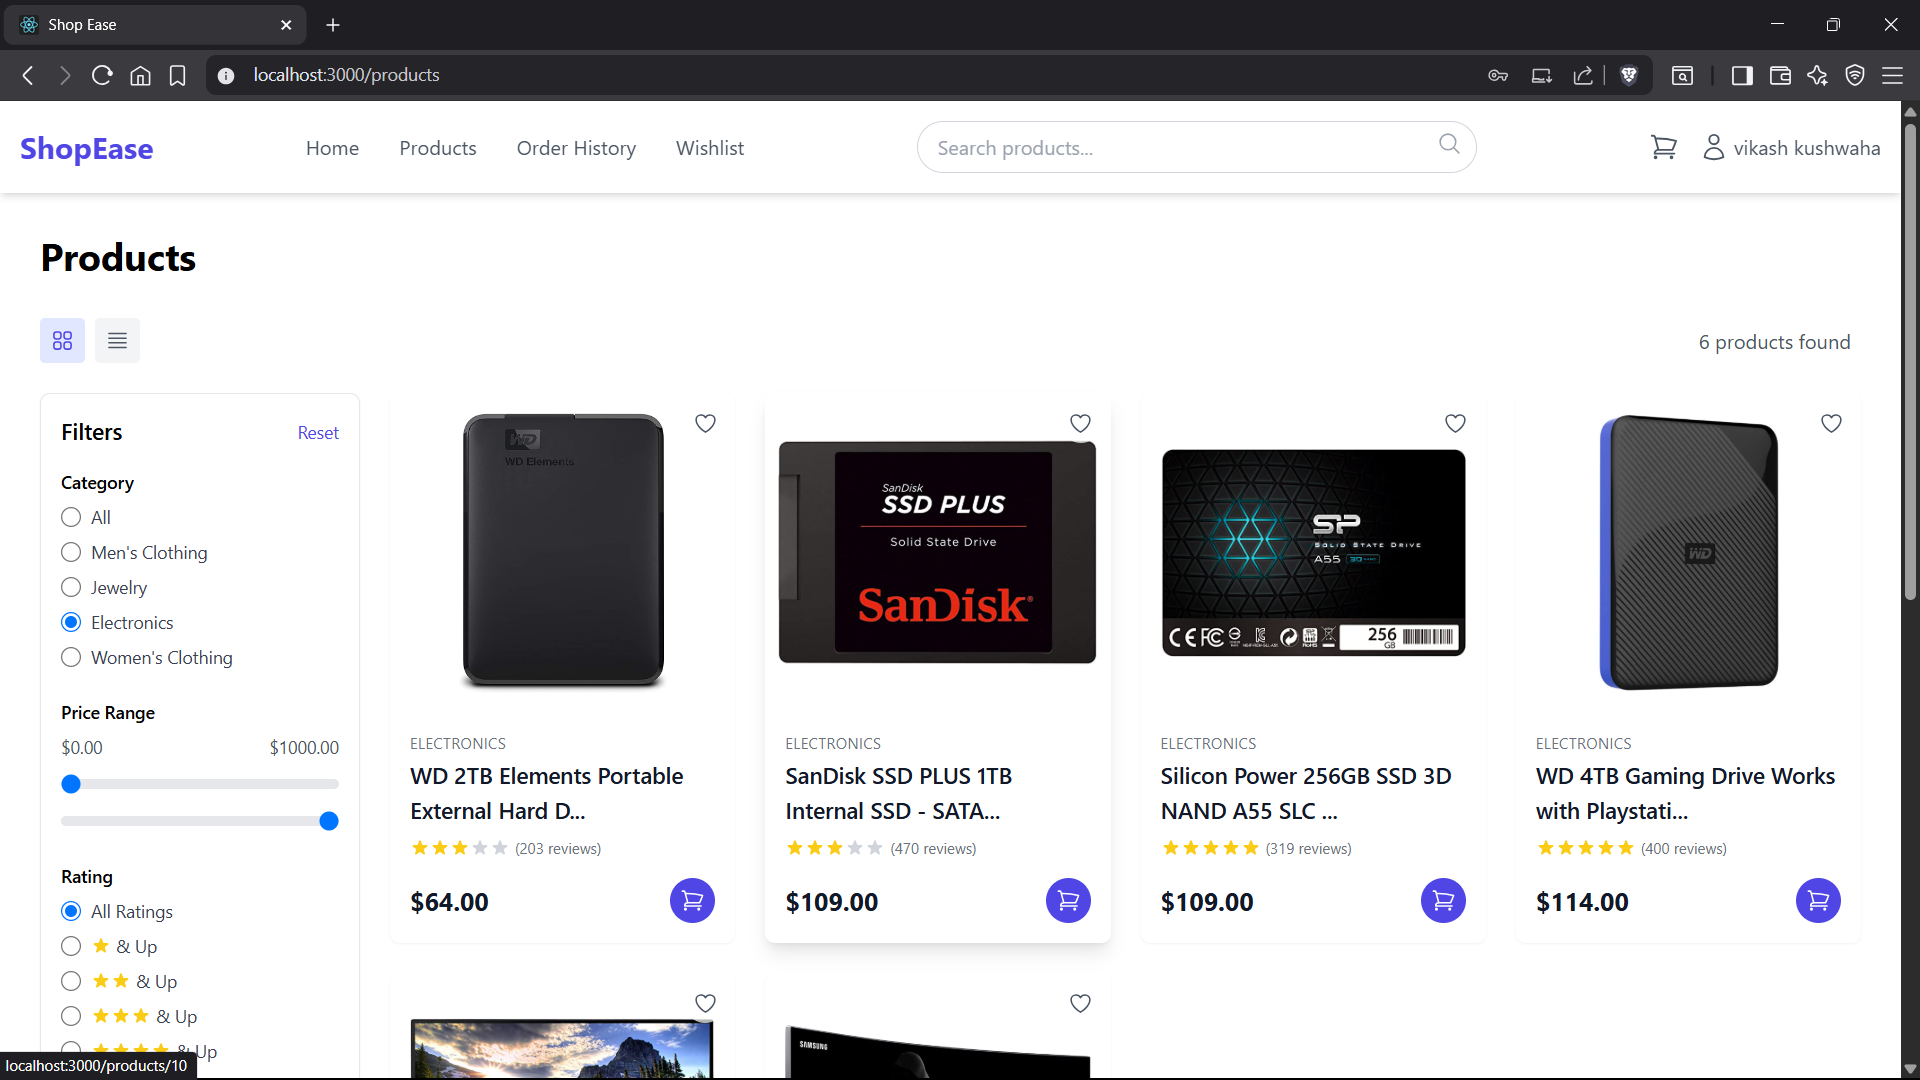 Shop Ease
localhost:3000/products
ShopEase
Home
Products
Order History
Wishlist
Search products...
vikash kushwaha
Products
6 products found
Filters
Reset
Category
All
Men's Clothing
Jewelry
Electronics
Women's Clothing
Price Range
$0.00
$1000.00
Rating
All Ratings
& Up
& Up
& Up
& Up
WD
WD Elements
ELECTRONICS
WD 2TB Elements Portable
External Hard D...
(203 reviews)
$64.00
SanDisk
SSD PLUS
Solid State Drive
SanDisk
ELECTRONICS
SanDisk SSD PLUS 1TB
Internal SSD - SATA...
(470 reviews)
$109.00
SP
SOLID STATE DRIVE
A55
256
GB
ELECTRONICS
Silicon Power 256GB SSD 3D
NAND A55 SLC ...
(319 reviews)
$109.00
WD
ELECTRONICS
WD 4TB Gaming Drive Works
with Playstati...
(400 reviews)
$114.00
SAMSUNG
localhost:3000/products/10